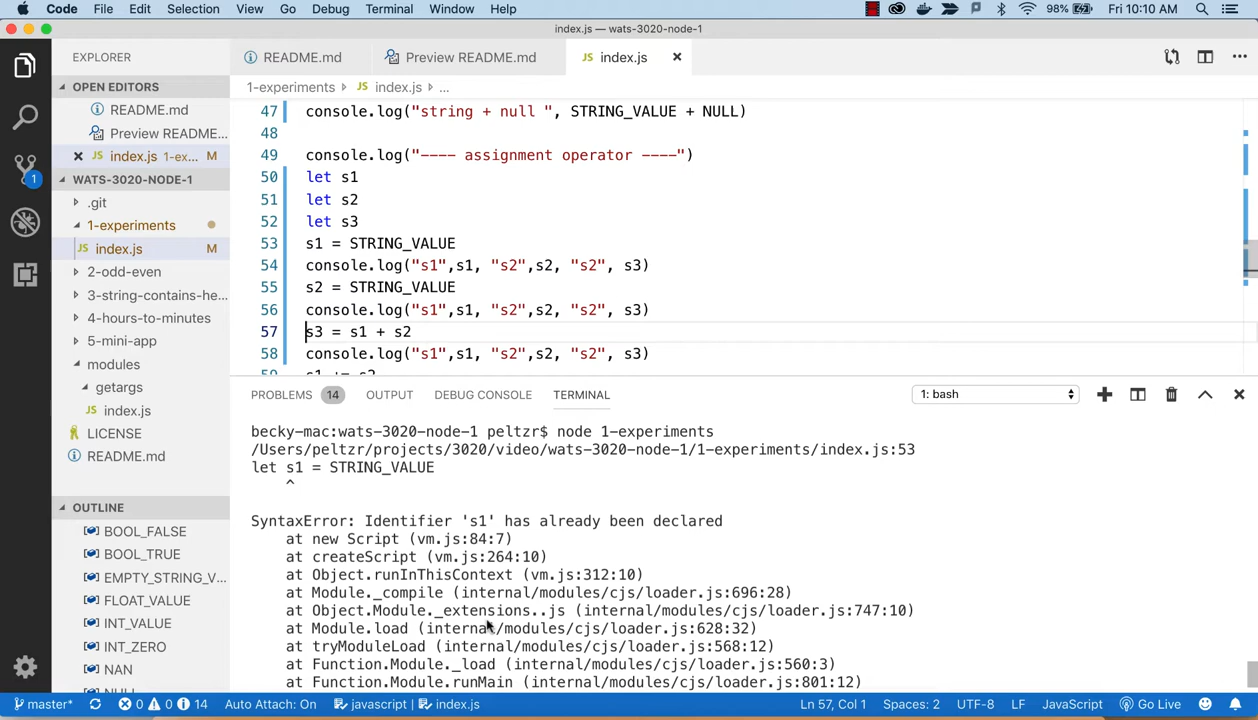 Code File Edit Selection View Go Debug Terminal Window Help 98% Fri 10:10 AM
index.js — wats-3020-node-1
EXPLORER
README.md
Preview README.md
JS index.js
1-experiments
JS index.js
...
OPEN EDITORS
README.md
Preview README...
index.js 1-ex... M
WATS-3020-NODE-1
.git
1-experiments
JS index.js M
2-odd-even
3-string-contains-he...
4-hours-to-minutes
5-mini-app
modules
getargs
JS index.js
LICENSE
README.md
OUTLINE
BOOL_FALSE
BOOL_TRUE
EMPTY_STRING_V...
FLOAT_VALUE
INT_VALUE
INT_ZERO
NAN
1
47 console.log("string + null ", STRING_VALUE + NULL)
48
49 console.log("---- assignment operator ----")
50 let s1
51 let s2
52 let s3
53 s1 = STRING_VALUE
54 console.log("s1",s1, "s2",s2, "s2", s3)
55 s2 = STRING_VALUE
56 console.log("s1",s1, "s2",s2, "s2", s3)
57 s3 = s1 + s2
58 console.log("s1",s1, "s2",s2, "s2", s3)
59 s1 += s2
PROBLEMS 14 OUTPUT DEBUG CONSOLE TERMINAL 1: bash
becky-mac:wats-3020-node-1 peltzr$ node 1-experiments
/Users/peltzr/projects/3020/video/wats-3020-node-1/1-experiments/index.js:53
let s1 = STRING_VALUE
^
SyntaxError: Identifier 's1' has already been declared
at new Script (vm.js:84:7)
at createScript (vm.js:264:10)
at Object.runInThisContext (vm.js:312:10)
at Module._compile (internal/modules/cjs/loader.js:696:28)
at Object.Module._extensions..js (internal/modules/cjs/loader.js:747:10)
at Module.load (internal/modules/cjs/loader.js:628:32)
at tryModuleLoad (internal/modules/cjs/loader.js:568:12)
at Function.Module._load (internal/modules/cjs/loader.js:560:3)
at Function.Module.runMain (internal/modules/cjs/loader.js:801:12)
master* 0 0 14 Auto Attach: On javascript index.js Ln 57, Col 1 Spaces: 2 UTF-8 LF JavaScript Go Live